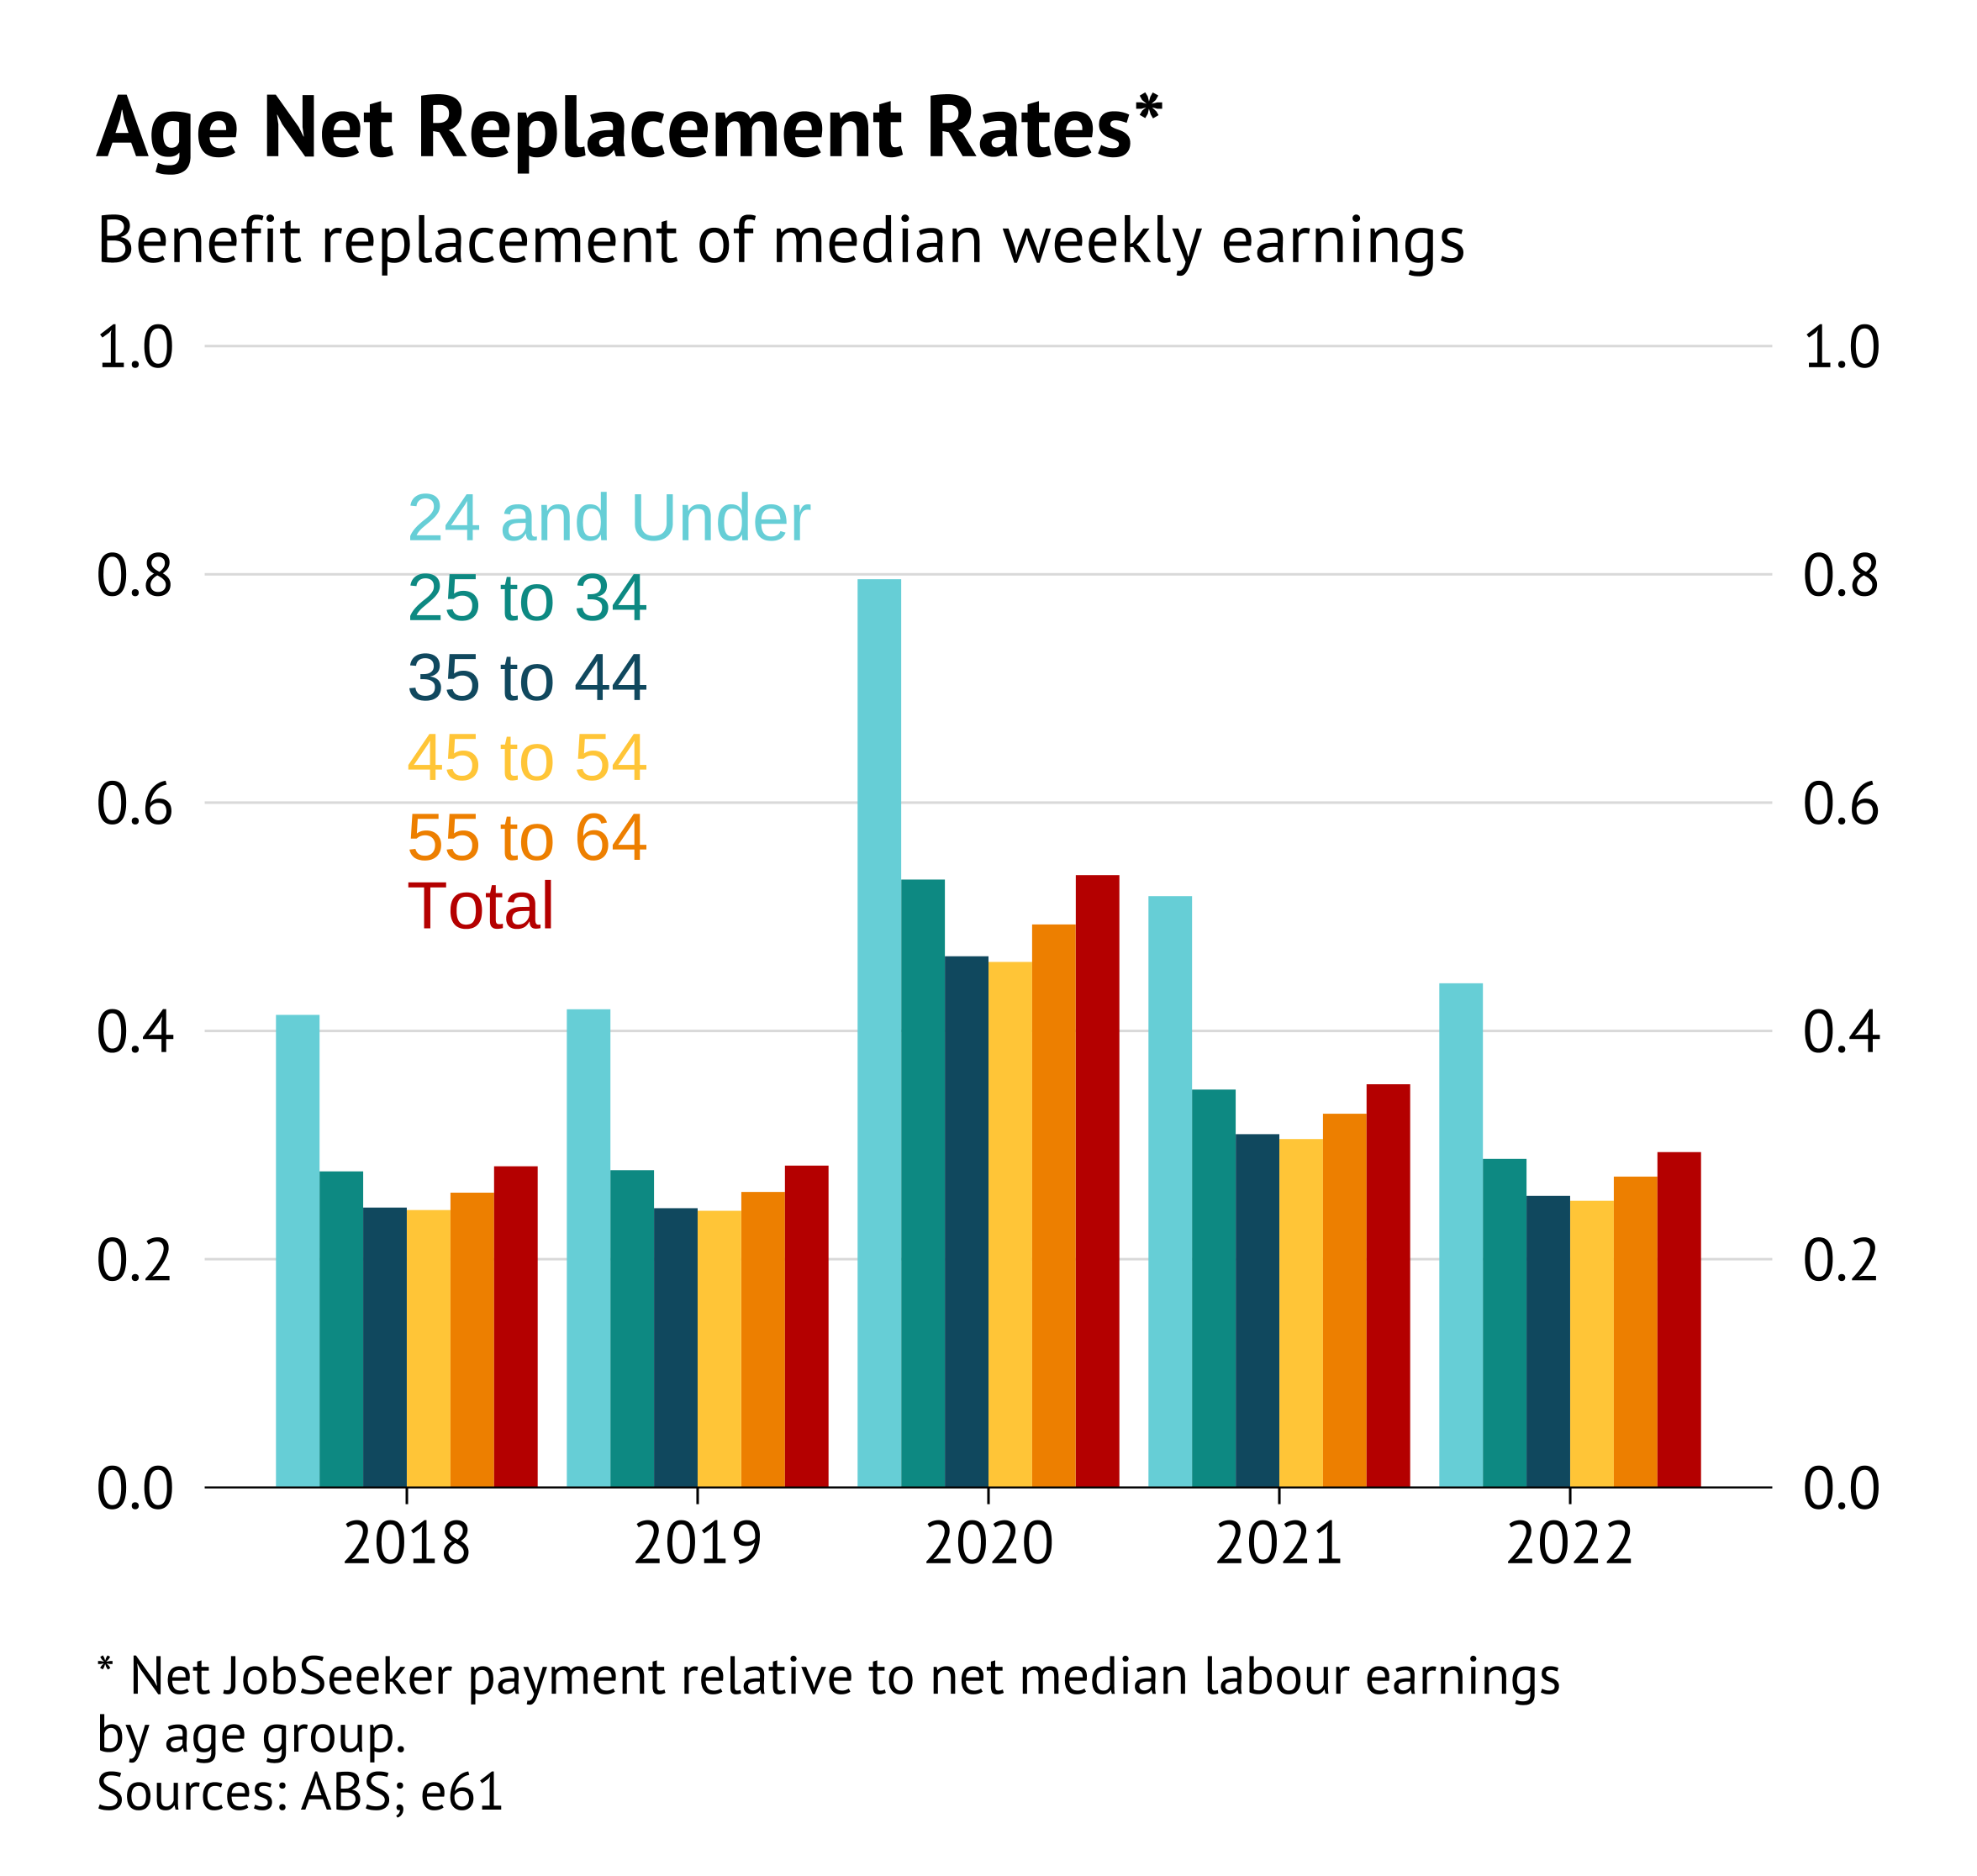 Age Net Replacement Rates*
Benefit replacement of median weekly earnings
1.0 1.0
24 and Under
0.8 0.8
25 to 34
35 to 44
45 to 54
0.6 0.6
55 to 64
Total
0.4 0.4
0.2 0.2
0.0 0.0
2018 2019 2020 2021 2022
* Net JobSeeker payment relative to net median labour earnings
by age group.
Sources: ABS; e61